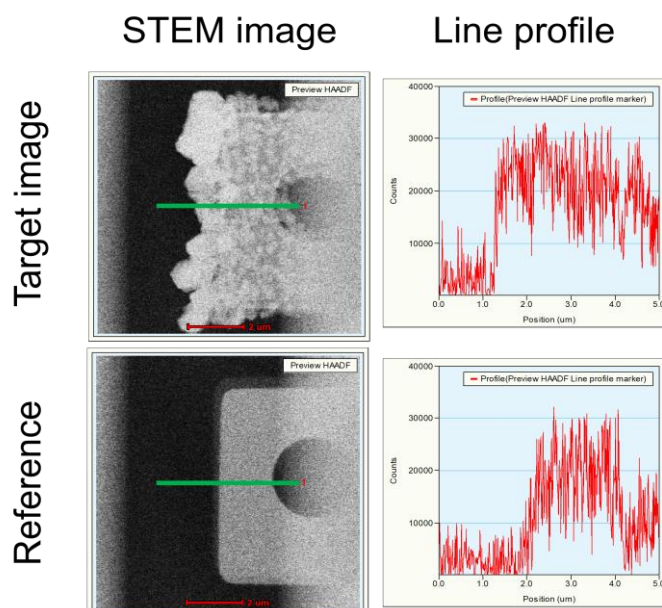 STEM image
Line profile
Target image
Preview HAADF
1
2 um
Profile(Preview HAADF Line profile marker)
Counts
40000
30000
20000
10000
0.0 1.0 2.0 3.0 4.0 5.0
Position (um)
Reference
Preview HAADF
1
2 um
Profile(Preview HAADF Line profile marker)
Counts
40000
30000
20000
10000
0.0 1.0 2.0 3.0 4.0 5.0
Position (um)